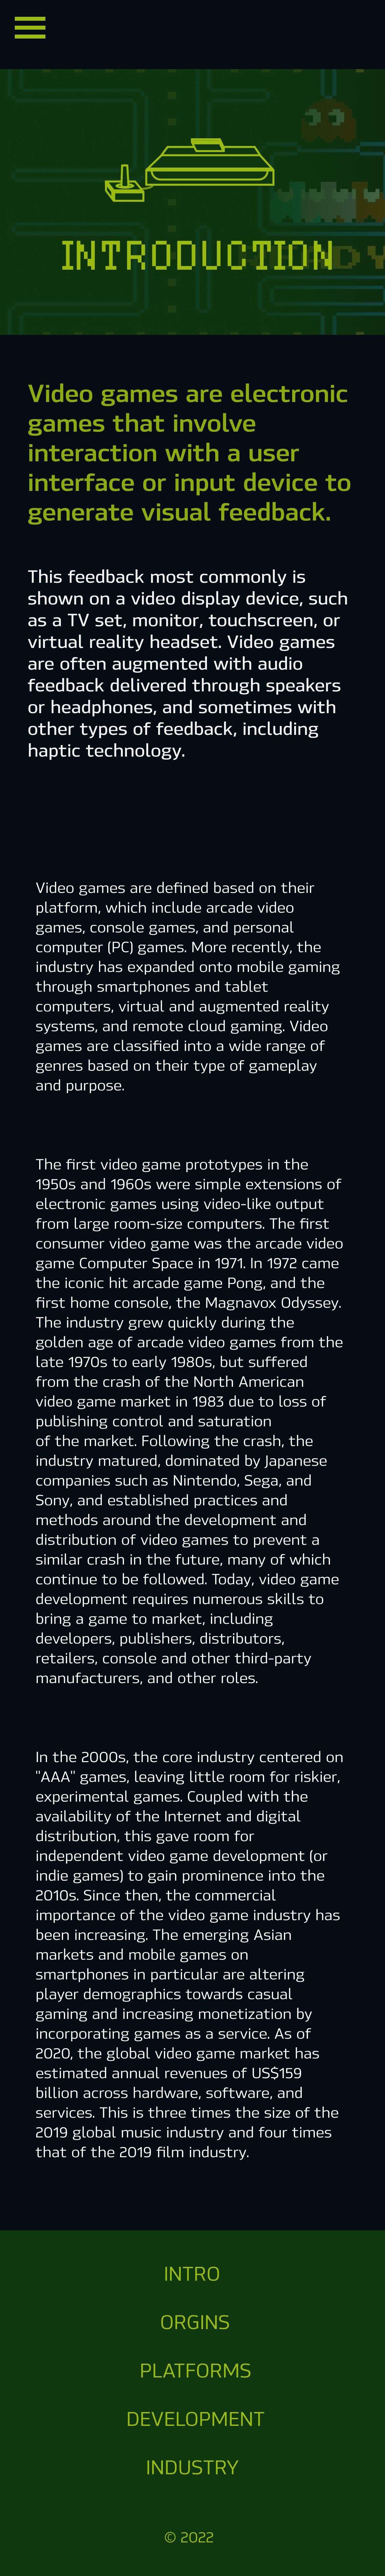 INTRODUCTION
Video games are electronic
games that involve
interaction with a user
interface or input device to
generate visual feedback.
This feedback most commonly is
shown on a video display device, such
as a TV set, monitor, touchscreen, or
virtual reality headset. Video games
are often augmented with audio
feedback delivered through speakers
or headphones, and sometimes with
other types of feedback, including
haptic technology.
Video games are defined based on their
platform, which include arcade video
games, console games, and personal
computer (PC) games. More recently, the
industry has expanded onto mobile gaming
through smartphones and tablet
computers, virtual and augmented reality
systems, and remote cloud gaming. Video
games are classified into a wide range of
genres based on their type of gameplay
and purpose.
The first video game prototypes in the
1950s and 1960s were simple extensions of
electronic games using video-like output
from large room-size computers. The first
consumer video game was the arcade video
game Computer Space in 1971. In 1972 came
the iconic hit arcade game Pong, and the
first home console, the Magnavox Odyssey.
The industry grew quickly during the
golden age of arcade video games from the
late 1970s to early 1980s, but suffered
from the crash of the North American
video game market in 1983 due to loss of
publishing control and saturation
of the market. Following the crash, the
industry matured, dominated by Japanese
companies such as Nintendo, Sega, and
Sony, and established practices and
methods around the development and
distribution of video games to prevent a
similar crash in the future, many of which
continue to be followed. Today, video game
development requires numerous skills to
bring a game to market, including
developers, publishers, distributors,
retailers, console and other third-party
manufacturers, and other roles.
In the 2000s, the core industry centered on
"AAA" games, leaving little room for riskier,
experimental games. Coupled with the
availability of the Internet and digital
distribution, this gave room for
independent video game development (or
indie games) to gain prominence into the
2010s. Since then, the commercial
importance of the video game industry has
been increasing. The emerging Asian
markets and mobile games on
smartphones in particular are altering
player demographics towards casual
gaming and increasing monetization by
incorporating games as a service. As of
2020, the global video game market has
estimated annual revenues of US$159
billion across hardware, software, and
services. This is three times the size of the
2019 global music industry and four times
that of the 2019 film industry.
INTRO
ORGINS
PLATFORMS
DEVELOPMENT
INDUSTRY
© 2022